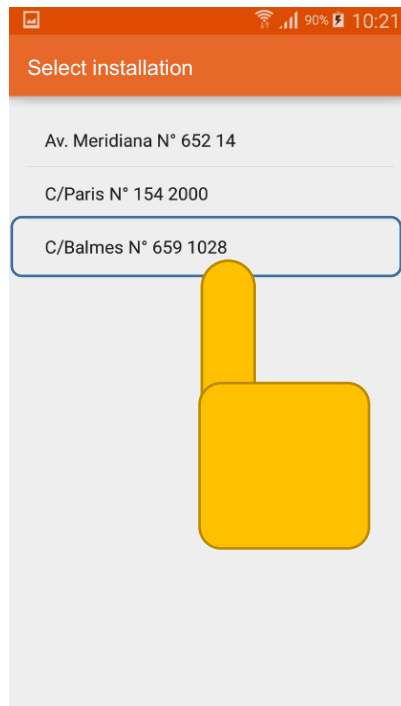 90% 10:21
Select installation
Av. Meridiana N° 652 14
C/Paris N° 154 2000
C/Balmes N° 659 1028